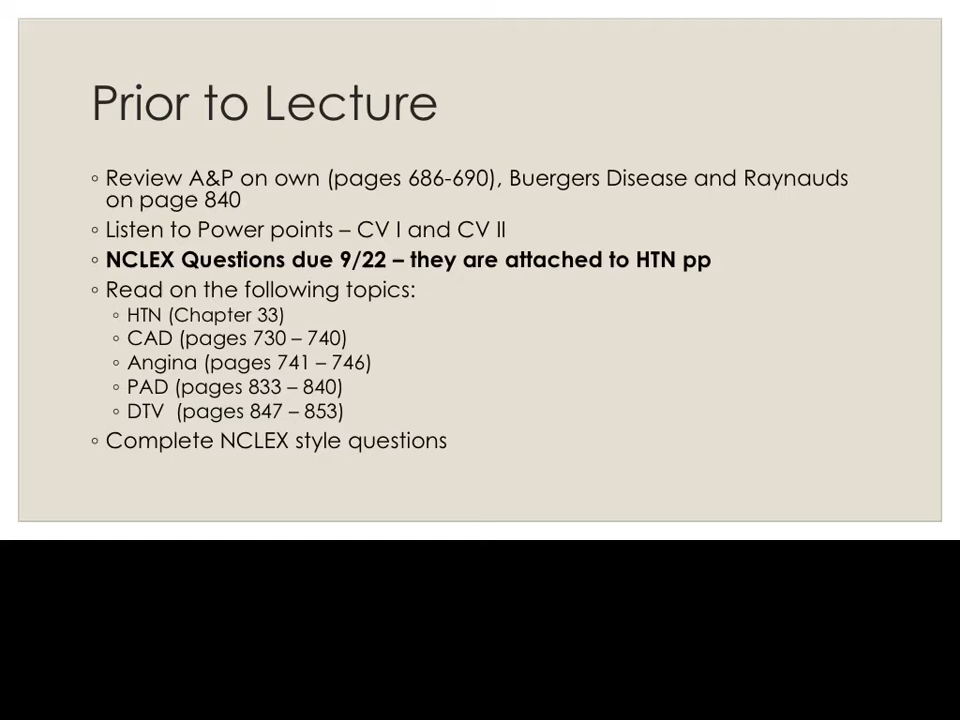 Prior to Lecture
◦ Review A&P on own (pages 686-690), Buergers Disease and Raynauds
on page 840
◦ Listen to Power points – CV I and CV II
◦ NCLEX Questions due 9/22 – they are attached to HTN pp
◦ Read on the following topics:
◦ HTN (Chapter 33)
◦ CAD (pages 730 – 740)
◦ Angina (pages 741 – 746)
◦ PAD (pages 833 – 840)
◦ DTV (pages 847 – 853)
◦ Complete NCLEX style questions